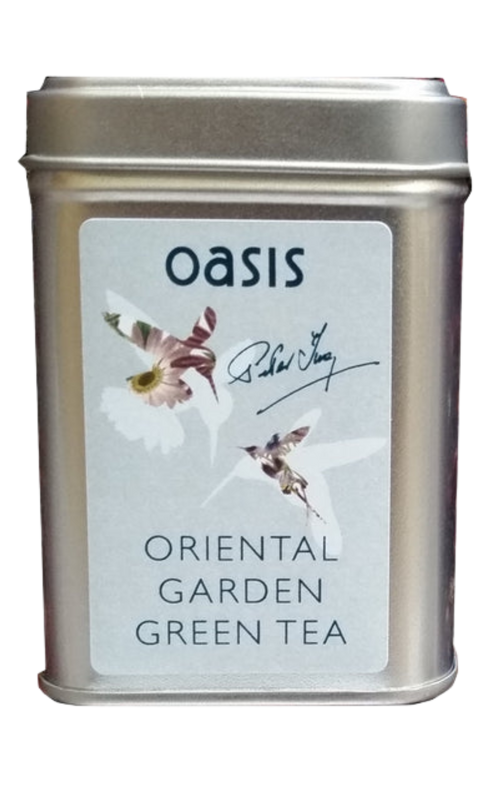 oasis
ORIENTAL
GARDEN
GREEN TEA